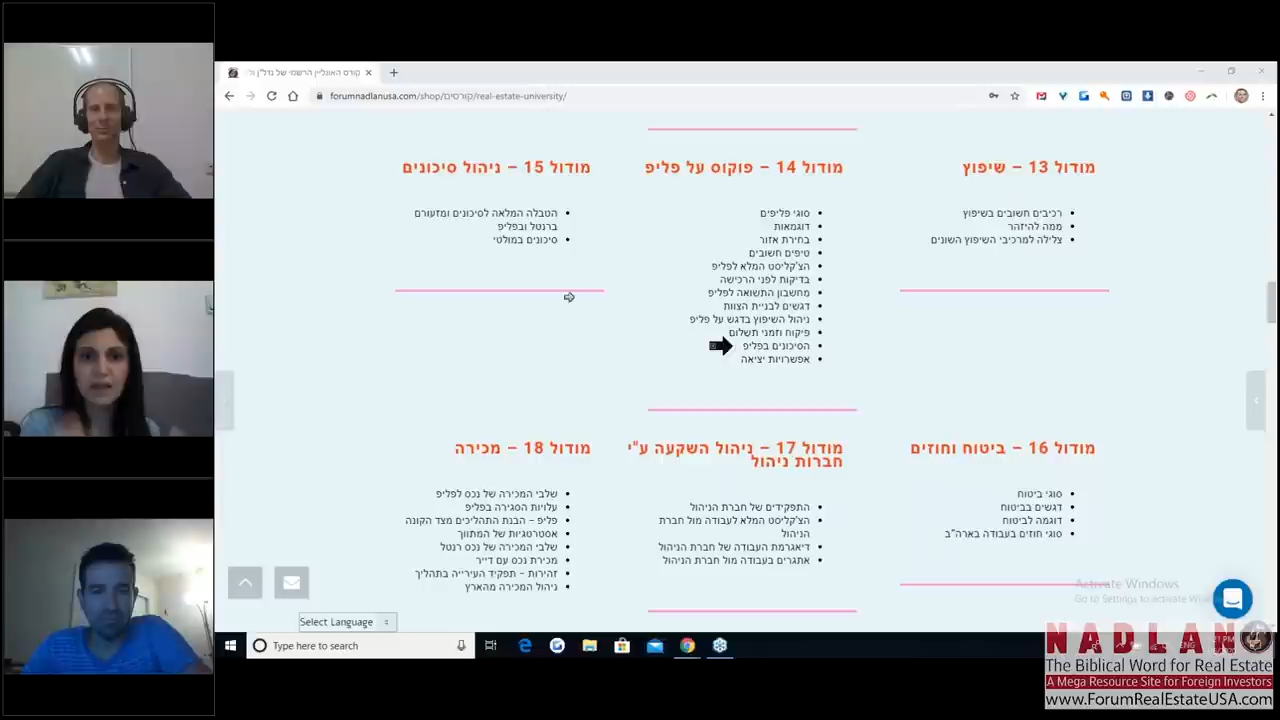 קורס האונליין הרשמי של נדל"ן
forumnadlanusa.com/shop/קורסים/real-estate-university/
מודול 13 – שיפוץ
רכיבים חשובים בשיפוץ
ממה להיזהר
צלילה למרכיבי השיפוץ השונים
מודול 14 – פוקוס על פליפ
סוגי פליפים
דוגמאות
בחירת אזור
טיפים חשובים
הצ'קליסט המלא לפליפ
בדיקות לפני הרכישה
מחשבון התשואה לפליפ
דגשים לבניית הצוות
ניהול השיפוץ בדגש על פליפ
פיקוח וזמני תשלום
הסיכונים בפליפ
אפשרויות יציאה
מודול 15 – ניהול סיכונים
הטבלה המלאה לסיכונים ומזעורם
ברנטל ובפליפ
סיכונים במולטי
מודול 16 – ביטוח וחוזים
סוגי ביטוח
דגשים בביטוח
דוגמה לביטוח
סוגי חוזים בעבודה בארה"ב
מודול 17 – ניהול השקעה ע"י
חברות ניהול
התפקידים של חברת הניהול
הצ'קליסט המלא לעבודה מול חברת
הניהול
דיאגרמת העבודה של חברת הניהול
אתגרים בעבודה מול חברת הניהול
מודול 18 – מכירה
שלבי המכירה של נכס לפליפ
עלויות הסגירה בפליפ
פליפ – הבנת התהליכים מצד הקונה
אסטרטגיות של המתווך
שלבי המכירה של נכס רנטל
מכירת נכס עם דייר
זהירות – תפקיד העירייה בתהליך
ניהול המכירה מהארץ
Activate Windows
Go to Settings to activate
Select Language
Type here to search
NADLAN
The Biblical Word for Real Estate
A Mega Resource Site for Foreign Investors
www.ForumRealEstateUSA.com